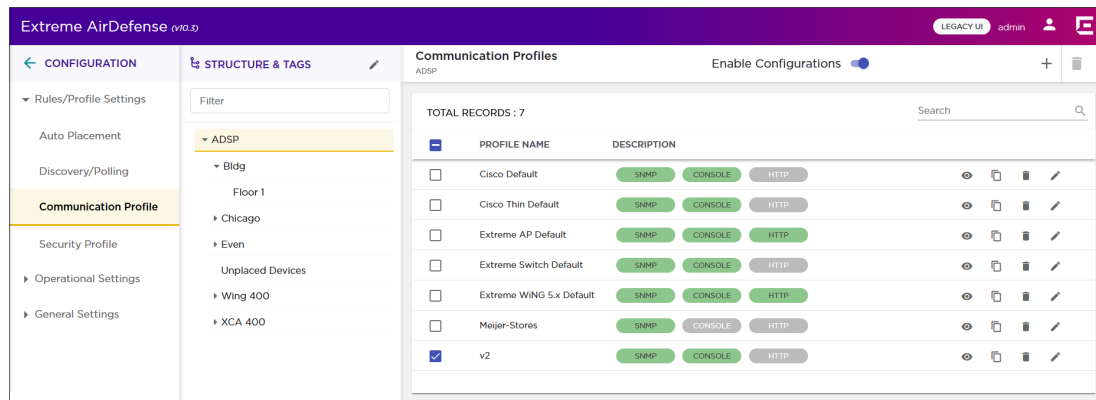 Extreme AirDefense (v10.3)
LEGACY UI admin
CONFIGURATION
Rules/Profile Settings
Auto Placement
Discovery/Polling
Communication Profile
Security Profile
Operational Settings
General Settings
STRUCTURE & TAGS
Filter
ADSP
Bldg
Floor 1
Chicago
Even
Unplaced Devices
Wing 400
XCA 400
Communication Profiles
ADSP
Enable Configurations
TOTAL RECORDS : 7
Search
PROFILE NAME DESCRIPTION
Cisco Default SNMP CONSOLE HTTP
Cisco Thin Default SNMP CONSOLE HTTP
Extreme AP Default SNMP CONSOLE HTTP
Extreme Switch Default SNMP CONSOLE HTTP
Extreme WiNG 5.x Default SNMP CONSOLE HTTP
Meijer-Stores SNMP CONSOLE HTTP
v2 SNMP CONSOLE HTTP